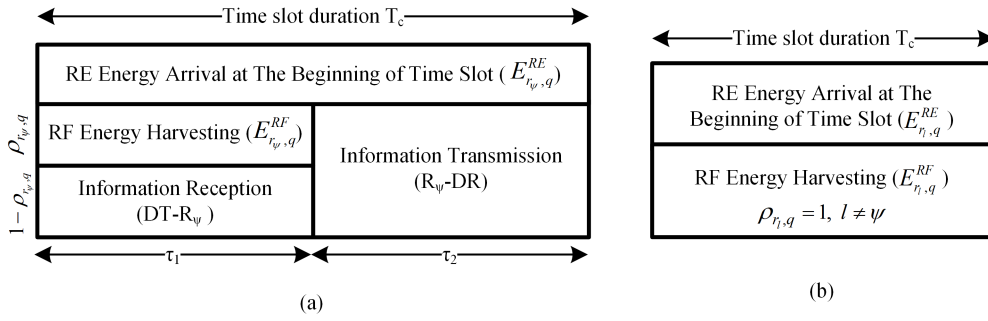 Time slot duration T_c
RE Energy Arrival at The Beginning of Time Slot (E^{RE}_{r_ψ,q})
ρ_{r_ψ,q}
RF Energy Harvesting (E^{RF}_{r_ψ,q})
1 − ρ_{r_ψ,q}
Information Reception
(DT-R_ψ)
Information Transmission
(R_ψ-DR)
τ_1
τ_2
(a)
Time slot duration T_c
RE Energy Arrival at The
Beginning of Time Slot (E^{RE}_{r_l,q})
RF Energy Harvesting (E^{RF}_{r_l,q})
ρ_{r_l,q} = 1, l ≠ ψ
(b)